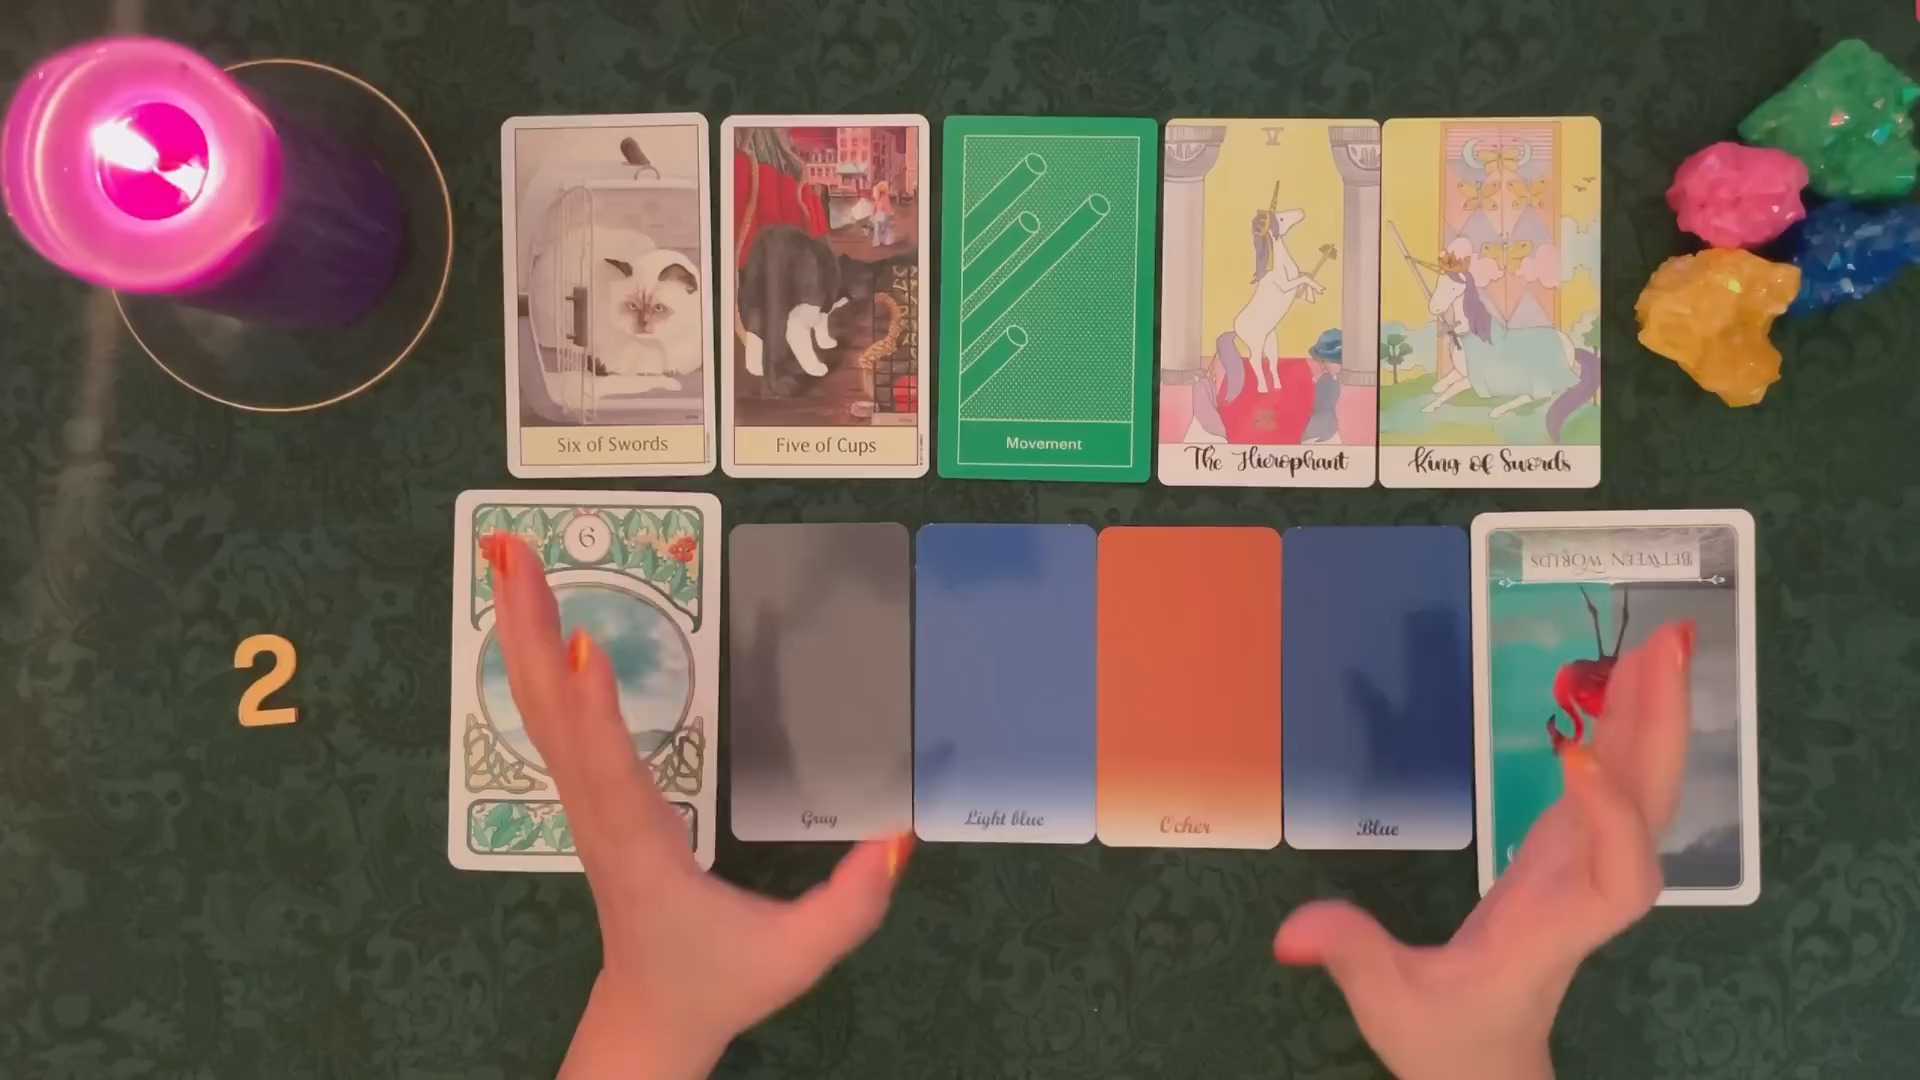 Six of Swords
Five of Cups
Movement
V
The Hierophant
King of Swords
6
2
Gray
Light blue
Ocher
Blue
BETWEEN WORLDS